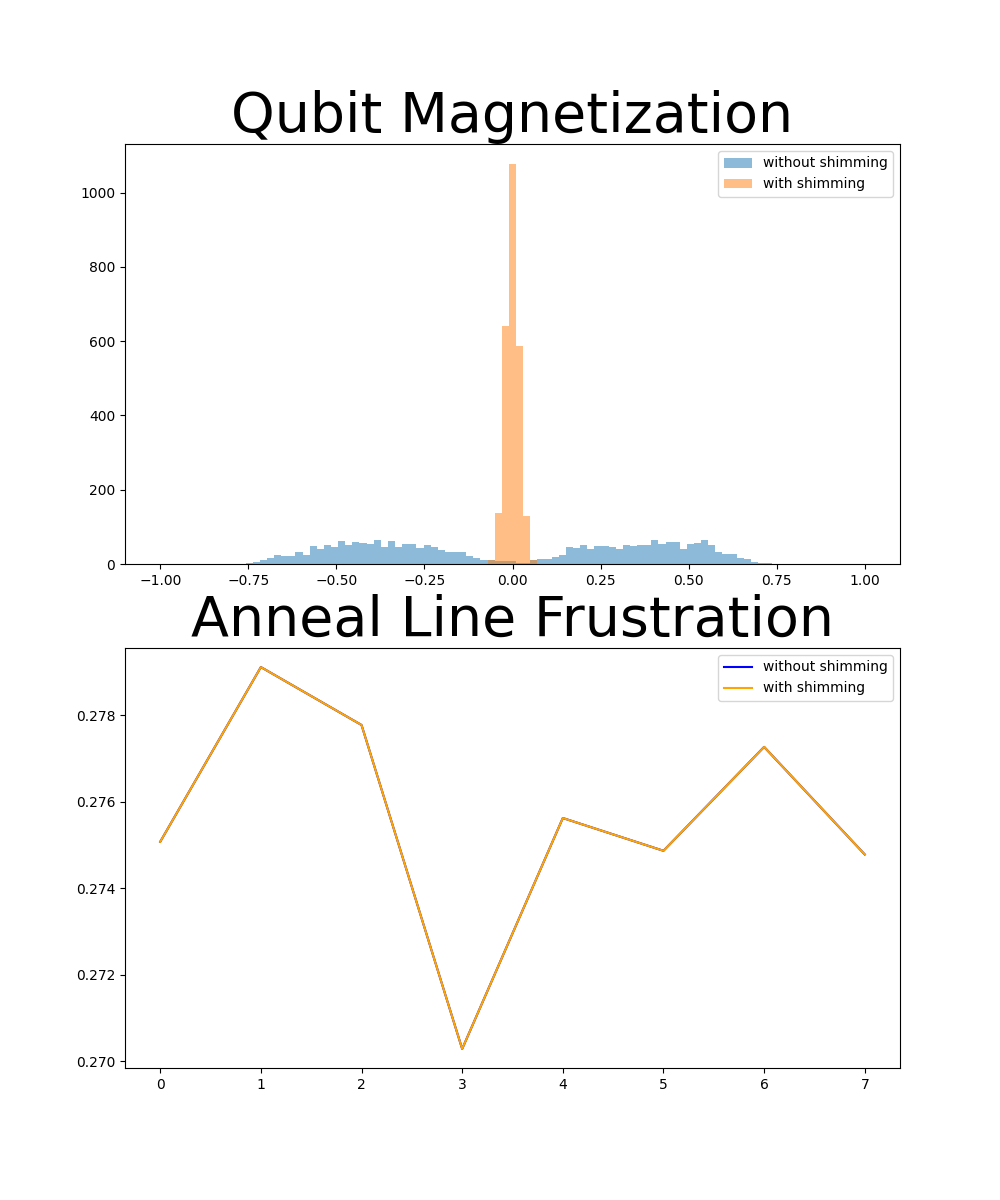 Qubit Magnetization
without shimming
with shimming
1000
800
600
400
200
0
−1.00 −0.75 −0.50 −0.25 0.00 0.25 0.50 0.75 1.00
Anneal Line Frustration
without shimming
with shimming
0.278
0.276
0.274
0.272
0.270
0 1 2 3 4 5 6 7